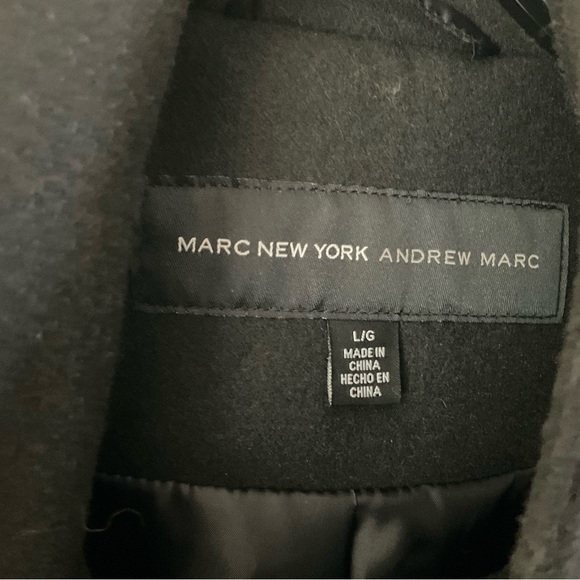 MARC NEW YORK ANDREW MARC
L/G
MADE IN
CHINA
HECHO EN
CHINA